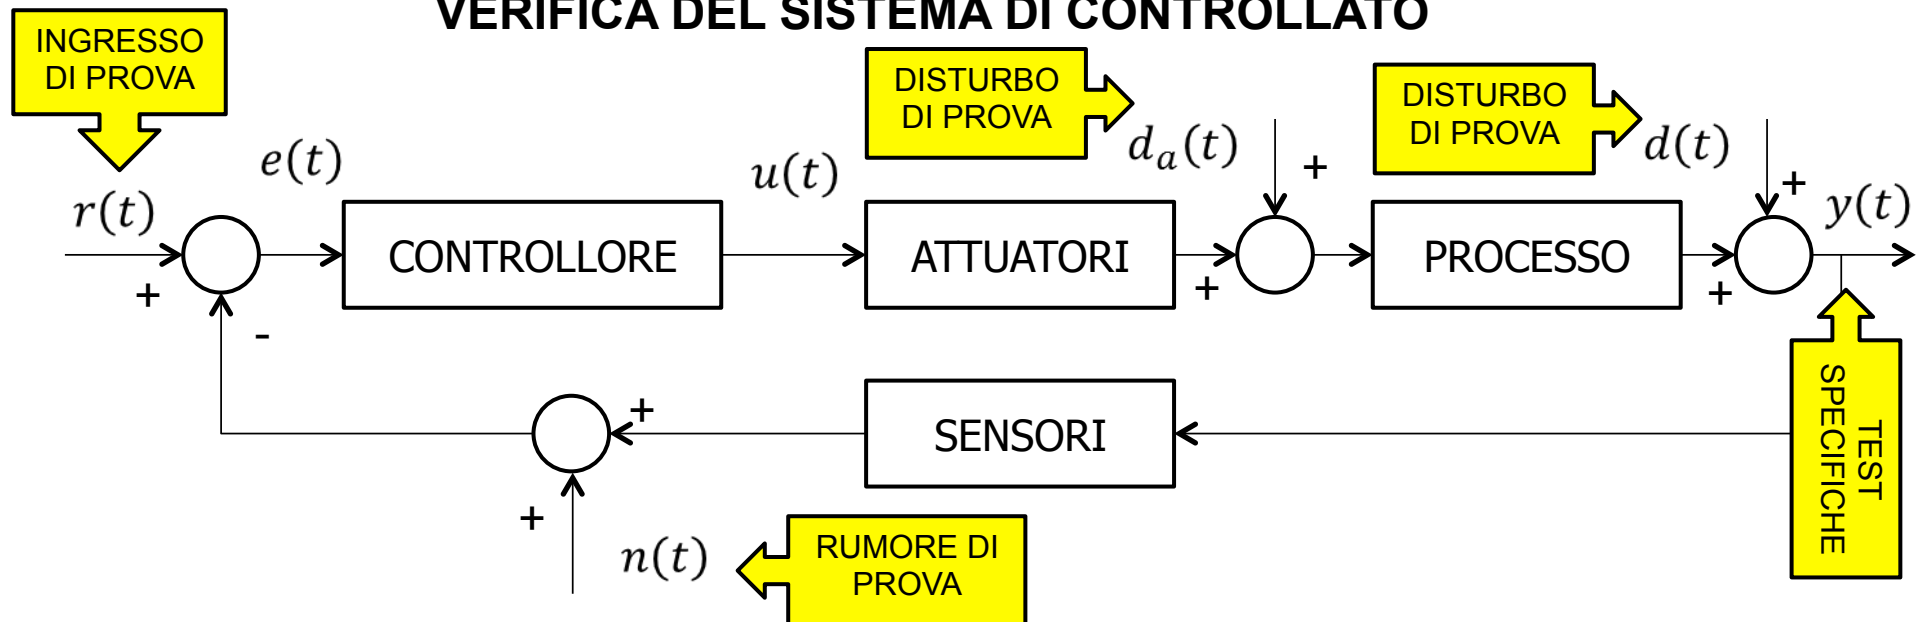 VERIFICA DEL SISTEMA DI CONTROLLATO
INGRESSO
DI PROVA
DISTURBO
DI PROVA
DISTURBO
DI PROVA
r(t)
e(t)
u(t)
d_a(t)
d(t)
y(t)
+
+
+
-
+
+
CONTROLLORE
ATTUATORI
PROCESSO
SENSORI
+
+
n(t)
RUMORE DI
PROVA
TEST
SPECIFICHE